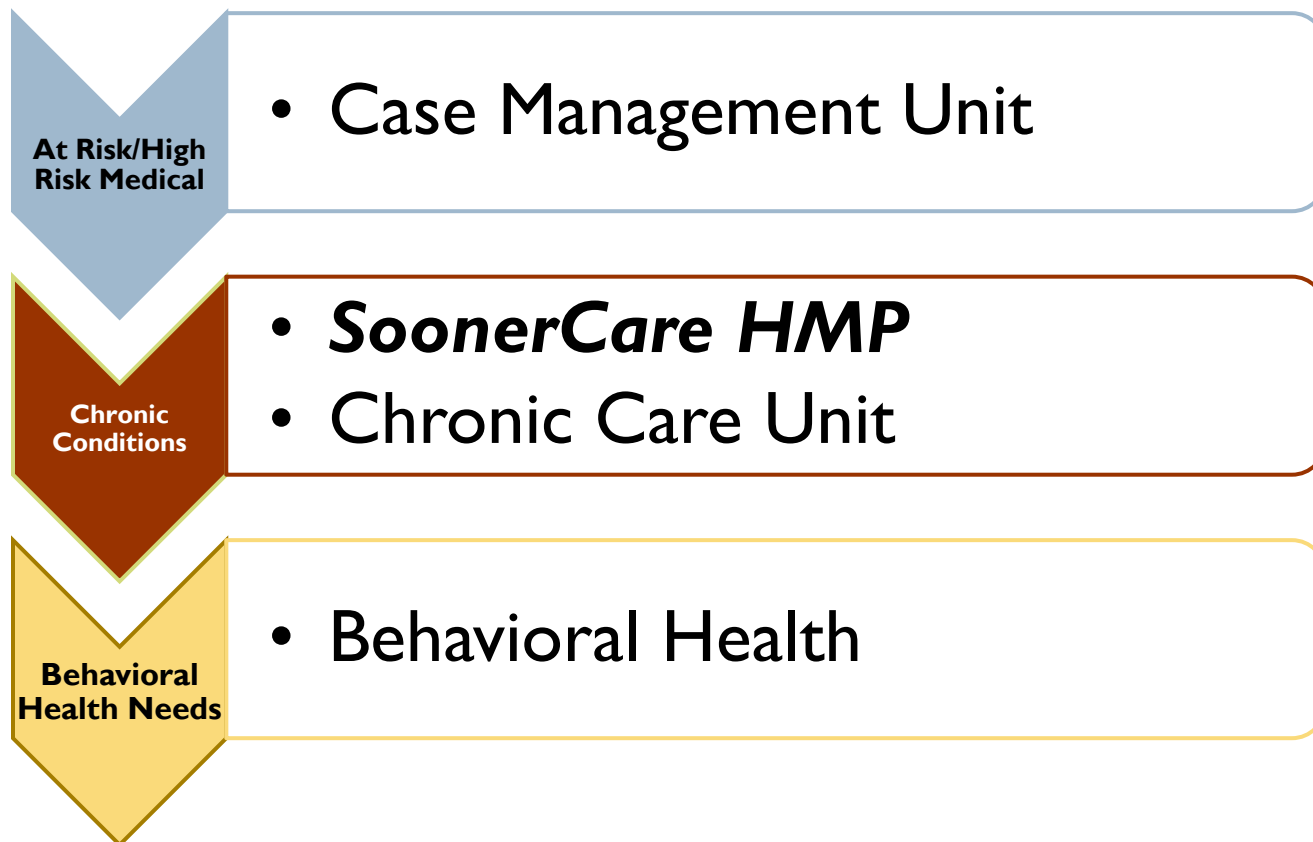 At Risk/High
Risk Medical
• Case Management Unit
Chronic
Conditions
• SoonerCare HMP
• Chronic Care Unit
Behavioral
Health Needs
• Behavioral Health